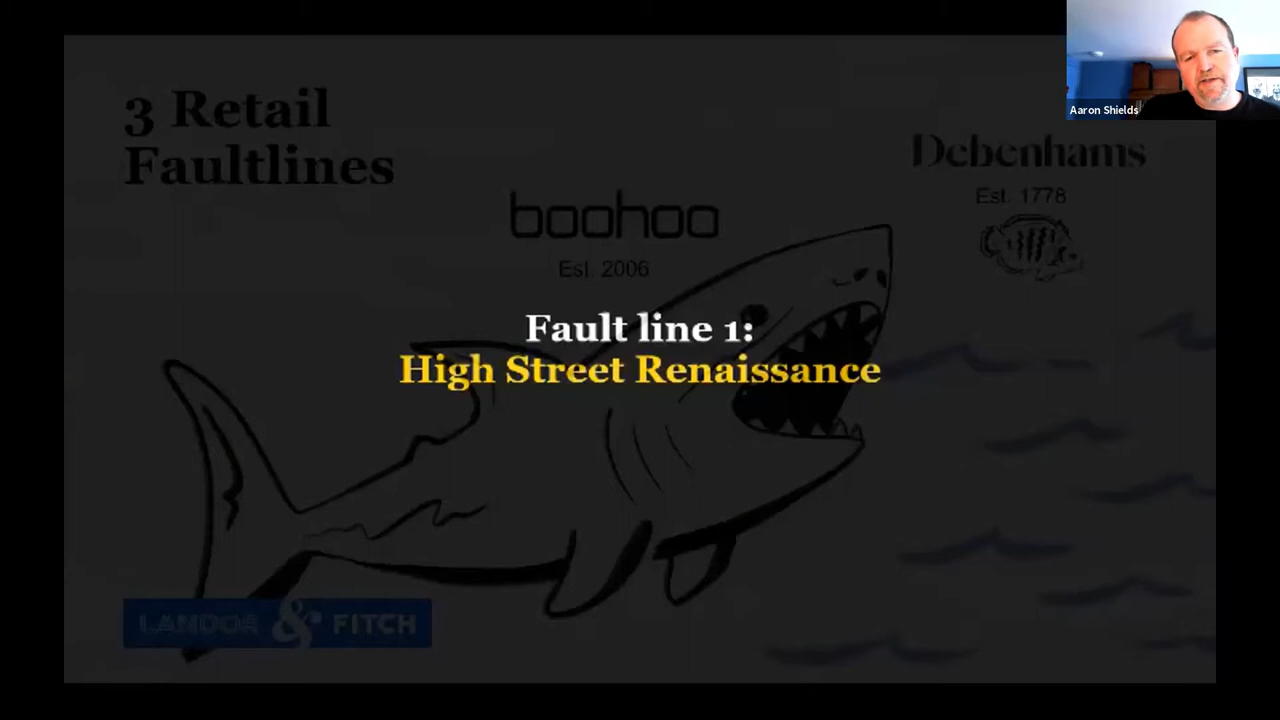 3 Retail
Faultlines
Aaron Shields
Debenhams
Est. 1778
boohoo
Est. 2006
Fault line 1:
High Street Renaissance
LANDOR & FITCH